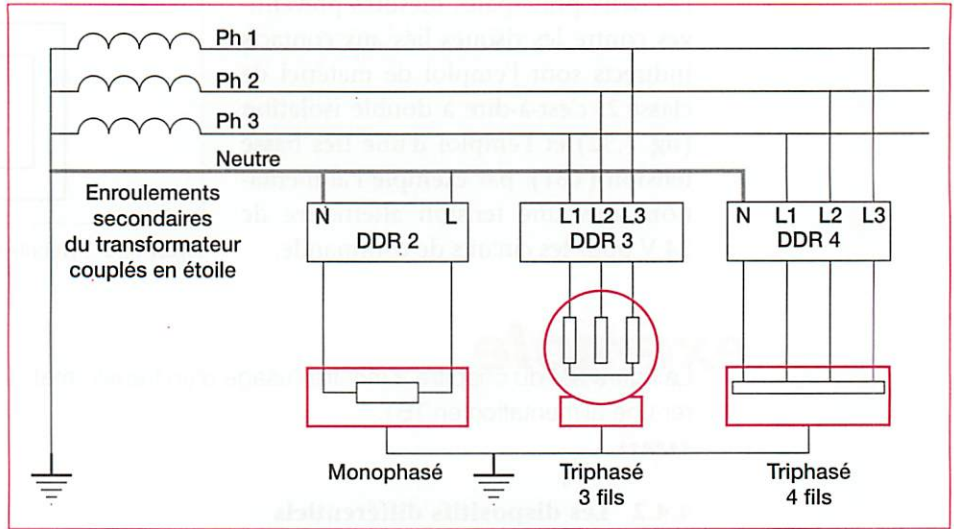 Ph 1
Ph 2
Ph 3
Neutre
Enroulements
secondaires
du transformateur
couplés en étoile
N L
DDR 2
L1 L2 L3
DDR 3
N L1 L2 L3
DDR 4
Monophasé
Triphasé
3 fils
Triphasé
4 fils